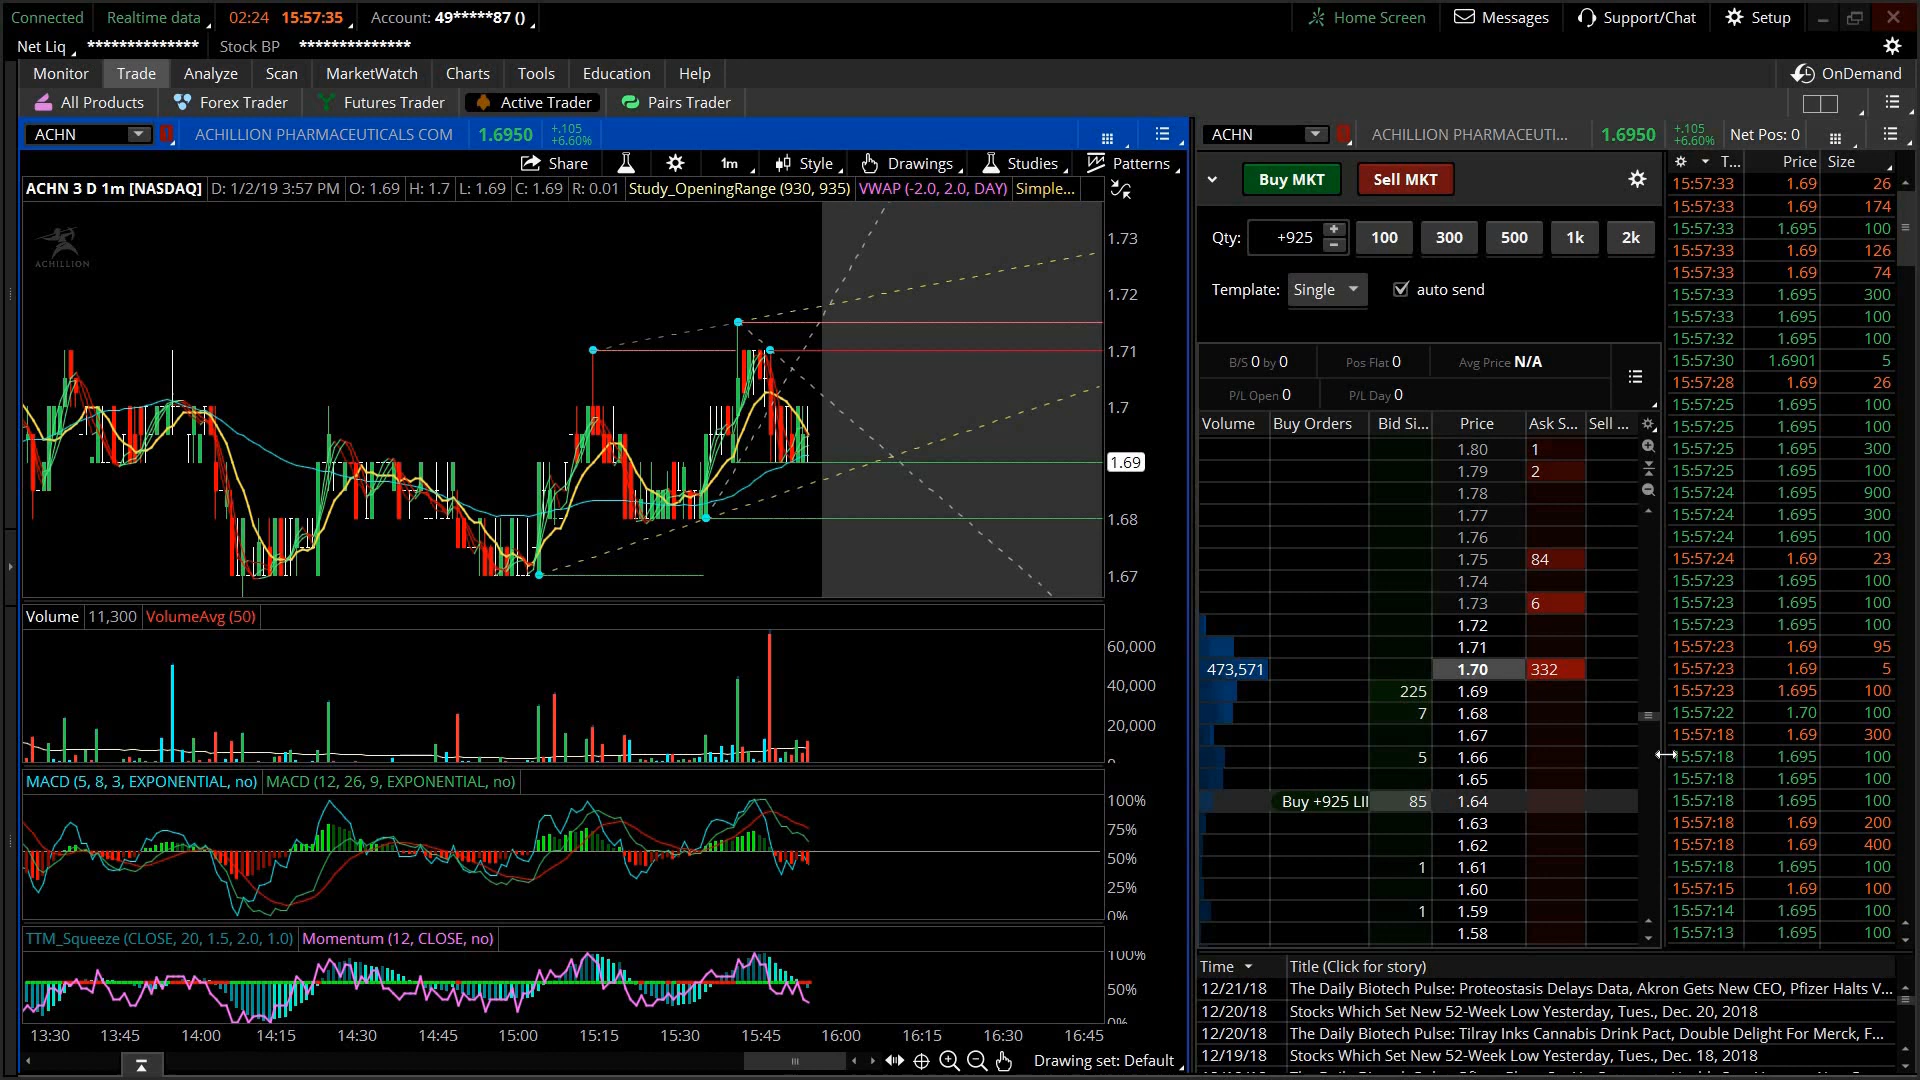 Connected Realtime data 02:24 15:57:35 Account: 49*****87 () Home Screen Messages Support/Chat Setup
Net Liq ************** Stock BP **************
Monitor Trade Analyze Scan MarketWatch Charts Tools Education Help OnDemand
All Products Forex Trader Futures Trader Active Trader Pairs Trader
ACHN ACHILLION PHARMACEUTICALS COM 1.6950 +.105 +6.60%
Share 1m Style Drawings Studies Patterns
ACHN 3 D 1m [NASDAQ] D: 1/2/19 3:57 PM O: 1.69 H: 1.7 L: 1.69 C: 1.69 R: 0.01 Study_OpeningRange (930, 935) VWAP (-2.0, 2.0, DAY) Simple...
ACHILLION
1.73
1.72
1.71
1.7
1.69
1.68
1.67
Volume 11,300 VolumeAvg (50)
60,000
40,000
20,000
MACD (5, 8, 3, EXPONENTIAL, no) MACD (12, 26, 9, EXPONENTIAL, no)
100%
75%
50%
25%
0%
TTM_Squeeze (CLOSE, 20, 1.5, 2.0, 1.0) Momentum (12, CLOSE, no)
100%
50%
0%
13:30 13:45 14:00 14:15 14:30 14:45 15:00 15:15 15:30 15:45 16:00 16:15 16:30 16:45
Drawing set: Default
ACHN ACHILLION PHARMACEUTI... 1.6950 +.105 +6.60% Net Pos: 0
Buy MKT Sell MKT
Qty: +925 100 300 500 1k 2k
Template: Single auto send
B/S 0 by 0 Pos Flat 0 Avg Price N/A
P/L Open 0 P/L Day 0
Volume Buy Orders Bid Si... Price Ask S... Sell ...
1.80 1
1.79 2
1.78
1.77
1.76
1.75 84
1.74
1.73 6
1.72
1.71
473,571 1.70 332
225 1.69
7 1.68
1.67
5 1.66
1.65
Buy +925 LII 85 1.64
1.63
1.62
1 1.61
1.60
1 1.59
1.58
T... Price Size
15:57:33 1.69 26
15:57:33 1.69 174
15:57:33 1.695 100
15:57:33 1.69 126
15:57:33 1.69 74
15:57:33 1.695 300
15:57:33 1.695 100
15:57:32 1.695 100
15:57:30 1.6901 5
15:57:28 1.69 26
15:57:25 1.695 100
15:57:25 1.695 100
15:57:25 1.695 300
15:57:25 1.695 100
15:57:24 1.695 900
15:57:24 1.695 300
15:57:24 1.695 100
15:57:24 1.69 23
15:57:23 1.695 100
15:57:23 1.695 100
15:57:23 1.695 100
15:57:23 1.69 95
15:57:23 1.69 5
15:57:23 1.695 100
15:57:22 1.70 100
15:57:18 1.69 300
15:57:18 1.695 100
15:57:18 1.695 100
15:57:18 1.695 100
15:57:18 1.69 200
15:57:18 1.69 400
15:57:18 1.695 100
15:57:15 1.69 100
15:57:14 1.695 100
15:57:13 1.695 100
Time Title (Click for story)
12/21/18 The Daily Biotech Pulse: Proteostasis Delays Data, Akron Gets New CEO, Pfizer Halts V...
12/20/18 Stocks Which Set New 52-Week Low Yesterday, Tues., Dec. 20, 2018
12/20/18 The Daily Biotech Pulse: Tilray Inks Cannabis Drink Pact, Double Delight For Merck, F...
12/19/18 Stocks Which Set New 52-Week Low Yesterday, Tues., Dec. 18, 2018